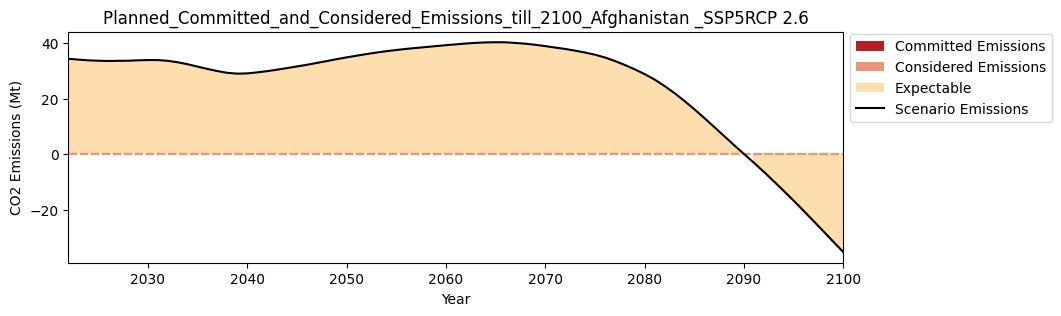 Planned_Committed_and_Considered_Emissions_till_2100_Afghanistan _SSP5RCP 2.6
Committed Emissions
Considered Emissions
Expectable
Scenario Emissions
CO2 Emissions (Mt)
40
20
0
−20
2030 2040 2050 2060 2070 2080 2090 2100
Year